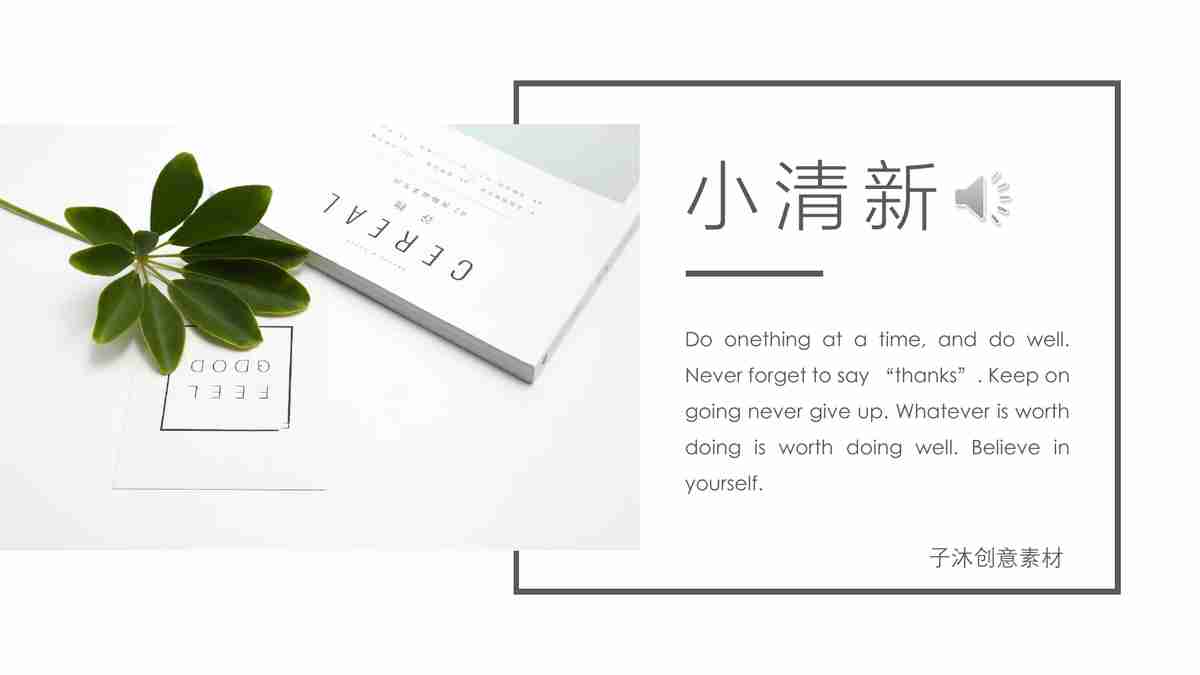 小清新
Do onething at a time, and do well.
Never forget to say “thanks”. Keep on
going never give up. Whatever is worth
doing is worth doing well. Believe in
yourself.
子沐创意素材
CEREAL
FEEL
GOOD